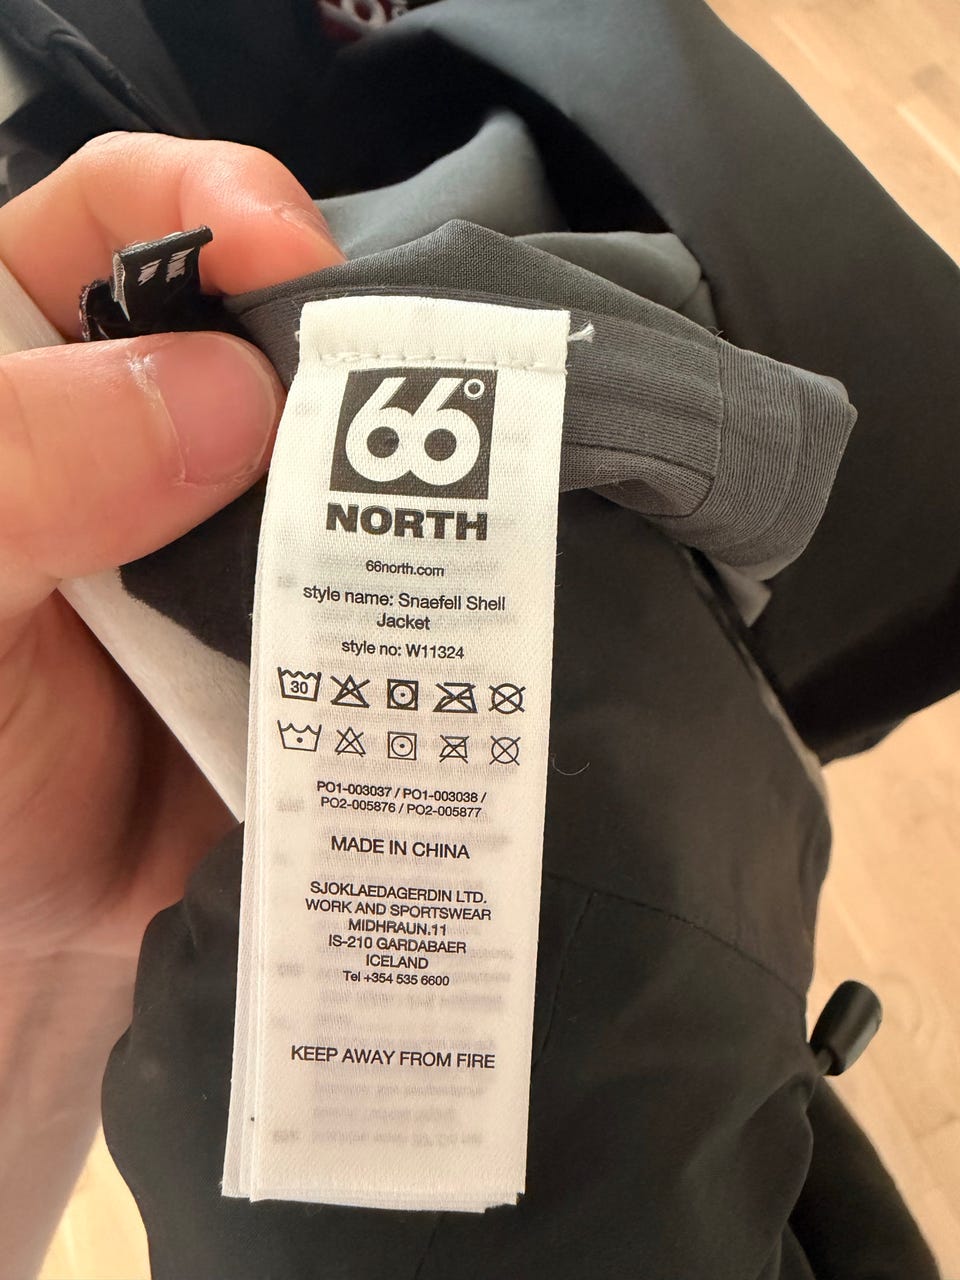 66°
NORTH
66north.com
style name: Snaefell Shell
Jacket
style no: W11324
30
PO1-003037 / PO1-003038 /
PO2-005876 / PO2-005877
MADE IN CHINA
SJOKLAEDAGERDIN LTD.
WORK AND SPORTSWEAR
MIDHRAUN.11
IS-210 GARDABAER
ICELAND
Tel +354 535 6600
KEEP AWAY FROM FIRE